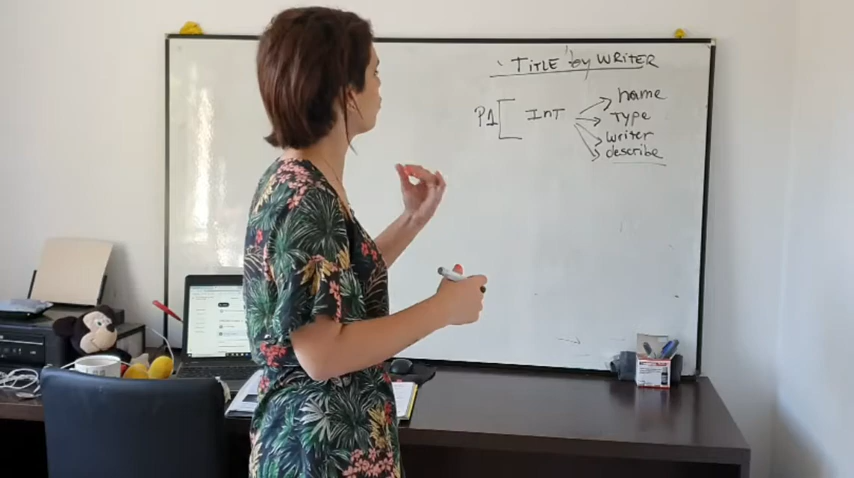 'TITLE' by WRITER
P1 [ INT
name
Type
writer
describe